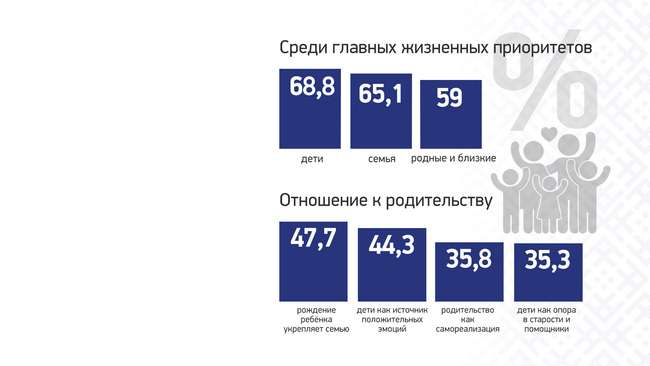 Среди главных жизненных приоритетов
%
68,8
65,1
59
дети
семья
родные и близкие
Отношение к родительству
47,7
44,3
35,8
35,3
рождение
ребёнка
укрепляет семью
дети как источник
положительных
эмоций
родительство
как
самореализация
дети как опора
в старости и
помощники